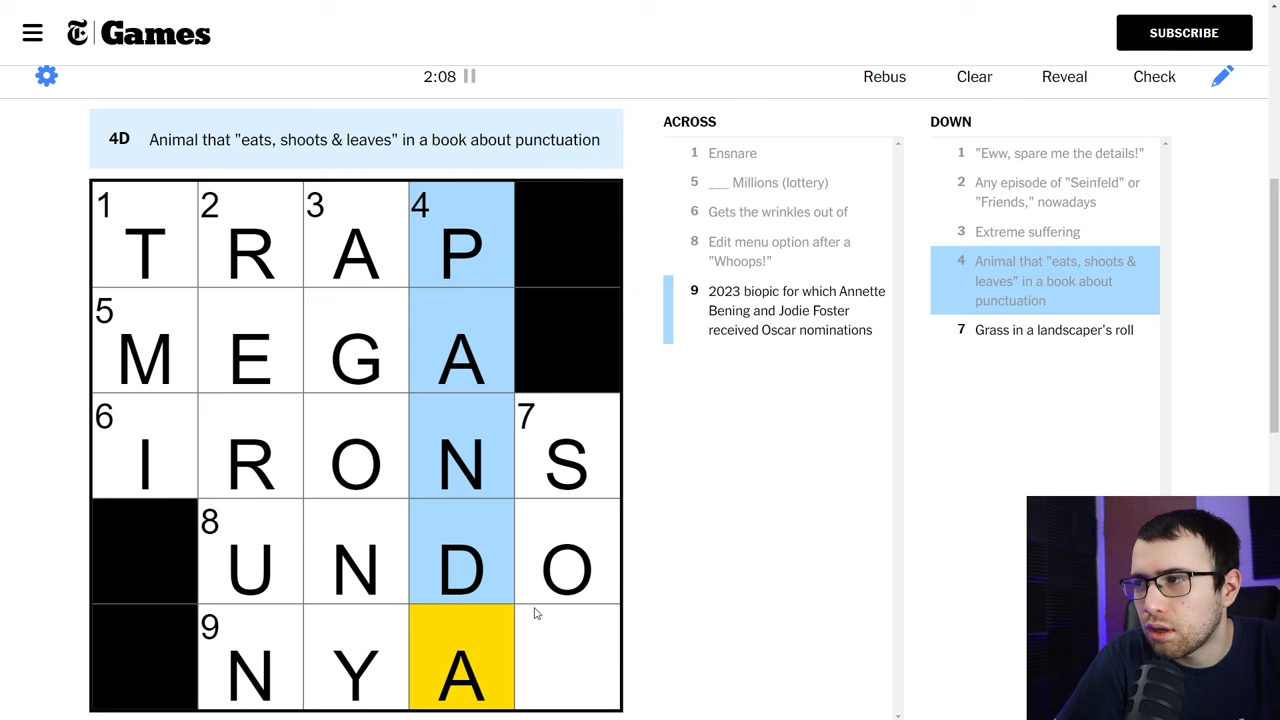 Games
SUBSCRIBE
2:08
Rebus
Clear
Reveal
Check
4D Animal that "eats, shoots & leaves" in a book about punctuation
1 2 3 4
T R A P
5
M E G A
6 7
I R O N S
8
U N D O
9
N Y A
ACROSS
1 Ensnare
5 ___ Millions (lottery)
6 Gets the wrinkles out of
8 Edit menu option after a
"Whoops!"
9 2023 biopic for which Annette
Bening and Jodie Foster
received Oscar nominations
DOWN
1 "Eww, spare me the details!"
2 Any episode of "Seinfeld" or
"Friends," nowadays
3 Extreme suffering
4 Animal that "eats, shoots &
leaves" in a book about
punctuation
7 Grass in a landscaper's roll